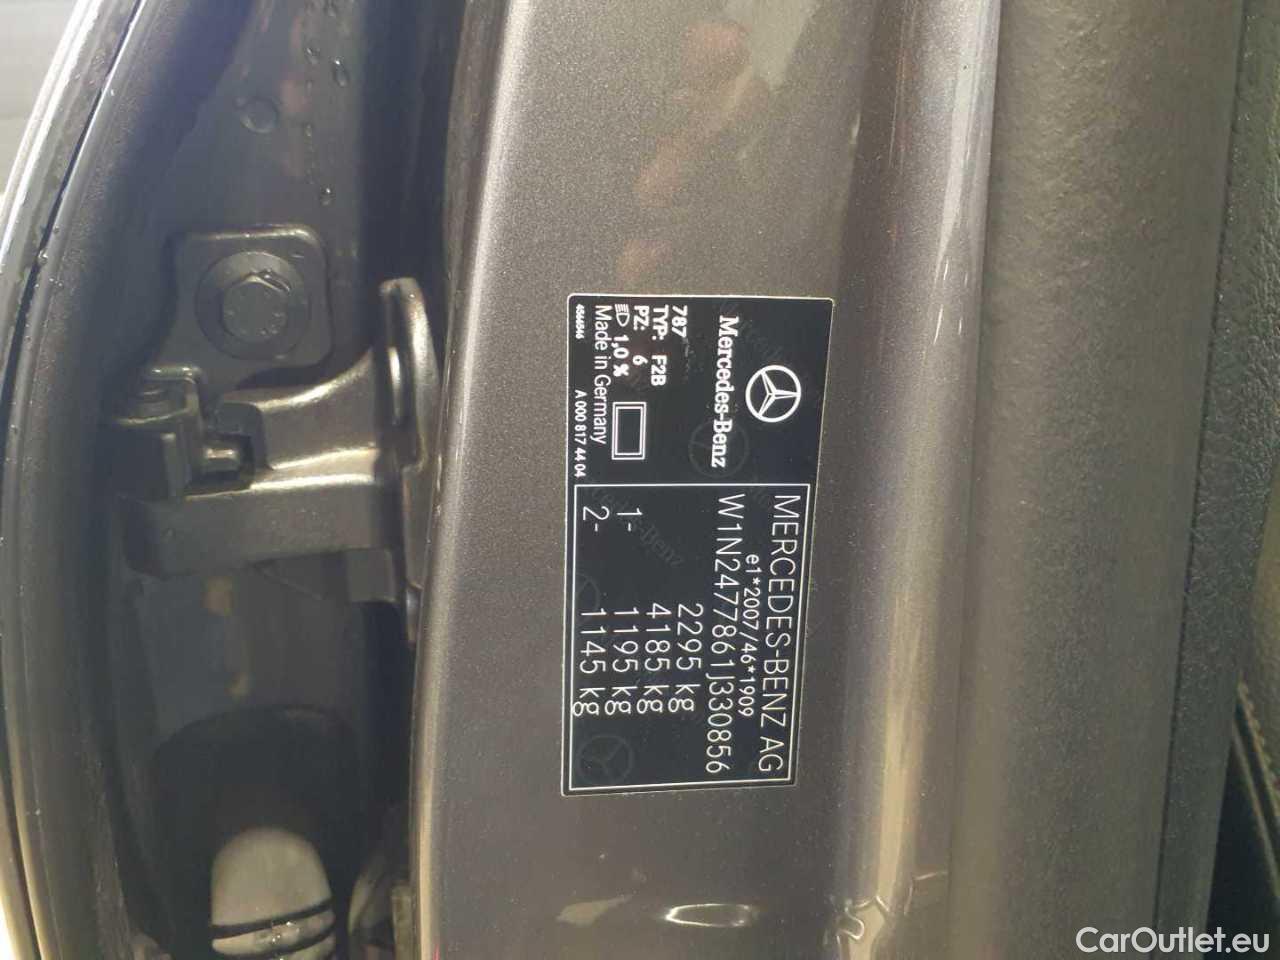 Mercedes-Benz
787
TYP: F2B
PZ: 6
1,0 %
Made in Germany
4566546 A 000 817 44 04
MERCEDES-BENZ AG
e1*2007/46*1909
W1N2477861J330856
2295 kg
4185 kg
1- 1195 kg
2- 1145 kg
CarOutlet.eu